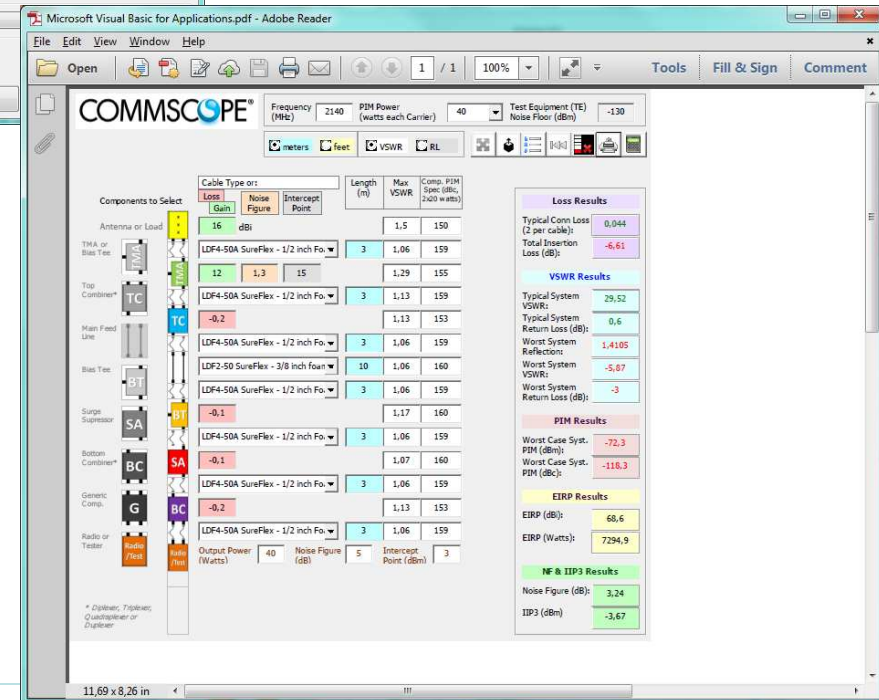 Microsoft Visual Basic for Applications.pdf - Adobe Reader
File Edit View Window Help
Open 1 / 1 100% Tools Fill & Sign Comment
COMMSCOPE®
Frequency (MHz) 2140 PIM Power (watts each Carrier) 40 Test Equipment (TE) Noise Floor (dBm) -130
meters feet VSWR RL
Components to Select
Cable Type or:
Loss Gain Noise Figure Intercept Point
Length (m) Max VSWR Comp. PIM Spec (dBc, 2x20 watts)
Antenna or Load 16 dBi 1,5 150
TMA or Bias Tee TMA LDF4-50A SureFlex - 1/2 inch Fo. 3 1,06 159
TMA 12 1,3 15 1,29 155
Top Combiner* TC LDF4-50A SureFlex - 1/2 inch Fo. 3 1,13 159
TC -0,2 1,13 153
Main Feed Line LDF4-50A SureFlex - 1/2 inch Fo. 3 1,06 159
LDF2-50 SureFlex - 3/8 inch foam 10 1,06 160
Bias Tee BT LDF4-50A SureFlex - 1/2 inch Fo. 3 1,06 159
BT -0,1 1,17 160
Surge Supressor SA LDF4-50A SureFlex - 1/2 inch Fo. 3 1,06 159
SA -0,1 1,07 160
Bottom Combiner* BC LDF4-50A SureFlex - 1/2 inch Fo. 3 1,06 159
Generic Comp. G BC -0,2 1,13 153
LDF4-50A SureFlex - 1/2 inch Fo. 3 1,06 159
Radio or Tester Radio /Test Radio /Test Output Power (Watts) 40 Noise Figure (dB) 5 Intercept Point (dBm) 3
* Diplexer, Triplexer,
Quadraplexer or
Duplexer
Loss Results
Typical Conn Loss (2 per cable): 0,044
Total Insertion Loss (dB): -6,61
VSWR Results
Typical System VSWR: 29,52
Typical System Return Loss (dB): 0,6
Worst System Reflection: 1,4105
Worst System VSWR: -5,87
Worst System Return Loss (dB): -3
PIM Results
Worst Case Syst. PIM (dBm): -72,3
Worst Case Syst. PIM (dBc): -118,3
EIRP Results
EIRP (dBi): 68,6
EIRP (Watts): 7294,9
NF & IIP3 Results
Noise Figure (dB): 3,24
IIP3 (dBm) -3,67
11,69 x 8,26 in